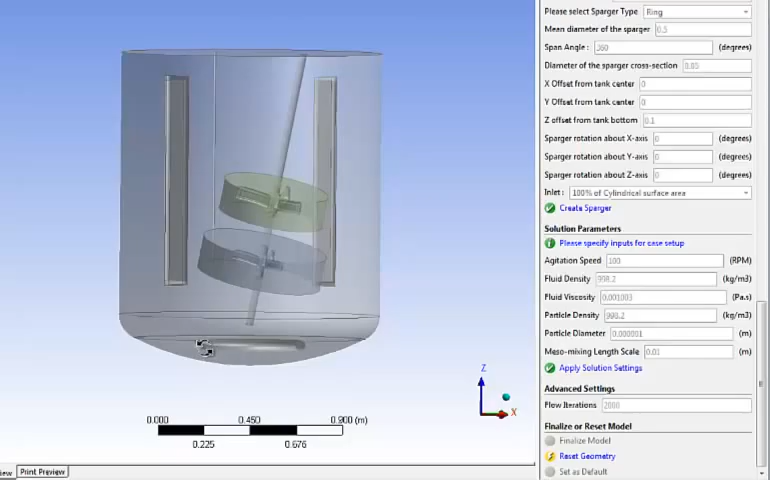 Please select Sparger Type Ring
Mean diameter of the sparger 0.5
Span Angle : 360 (degrees)
Diameter of the sparger cross-section 0.05
X Offset from tank center 0
Y Offset from tank center 0
Z offset from tank bottom 0.1
Sparger rotation about X-axis 0 (degrees)
Sparger rotation about Y-axis 0 (degrees)
Sparger rotation about Z-axis 0 (degrees)
Inlet : 100% of Cylindrical surface area
Create Sparger
Solution Parameters
Please specify inputs for case setup
Agitation Speed 100 (RPM)
Fluid Density 998.2 (kg/m3)
Fluid Viscosity 0.001003 (Pa.s)
Particle Density 998.2 (kg/m3)
Particle Diameter 0.000001 (m)
Meso-mixing Length Scale 0.01 (m)
Apply Solution Settings
Advanced Settings
Flow Iterations 2000
Finalize or Reset Model
Finalize Model
Reset Geometry
Set as Default
Z
X
0.000 0.450 0.900 (m)
0.225 0.676
Print Preview